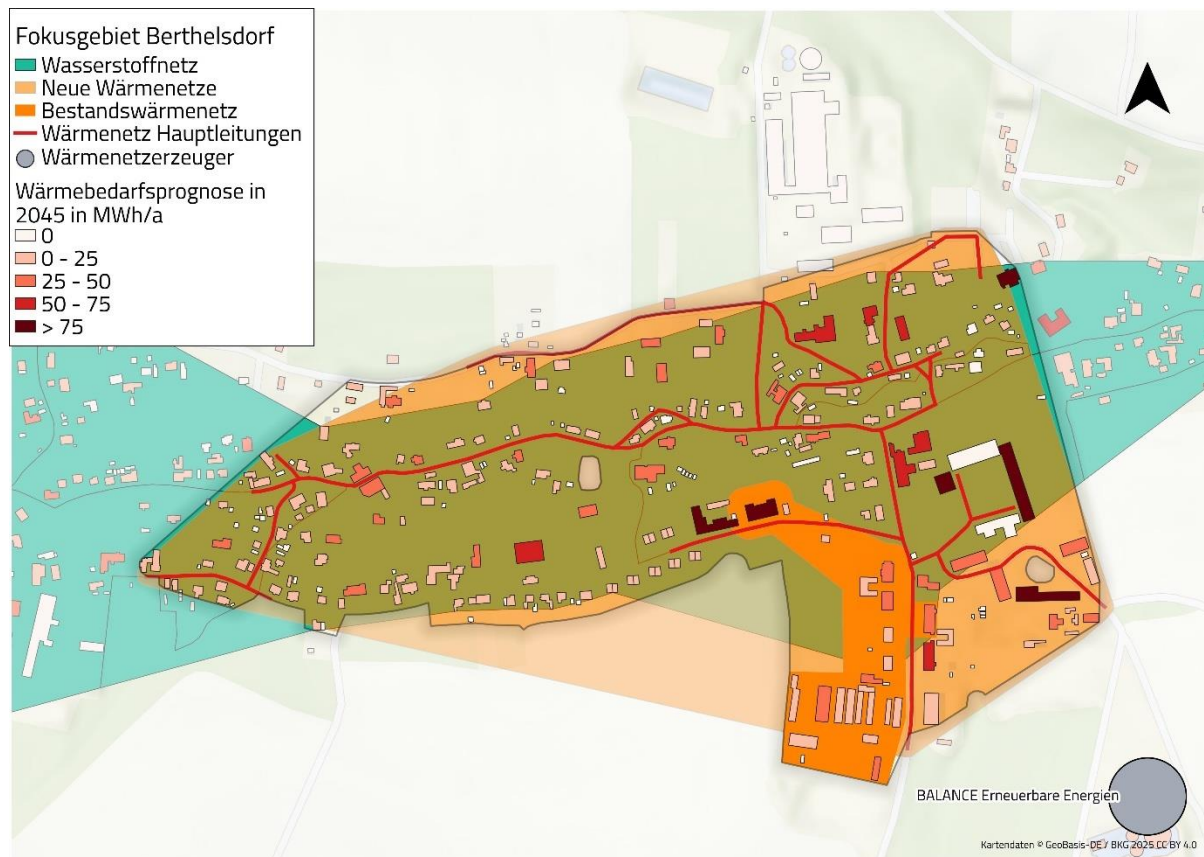 Fokusgebiet Berthelsdorf
Wasserstoffnetz
Neue Wärmenetze
Bestandswärmenetz
Wärmenetz Hauptleitungen
Wärmenetzerzeuger
Wärmebedarfsprognose in
2045 in MWh/a
0
0 - 25
25 - 50
50 - 75
> 75
BALANCE Erneuerbare Energien
Kartendaten © GeoBasis-DE / BKG 2025 CC BY 4.0